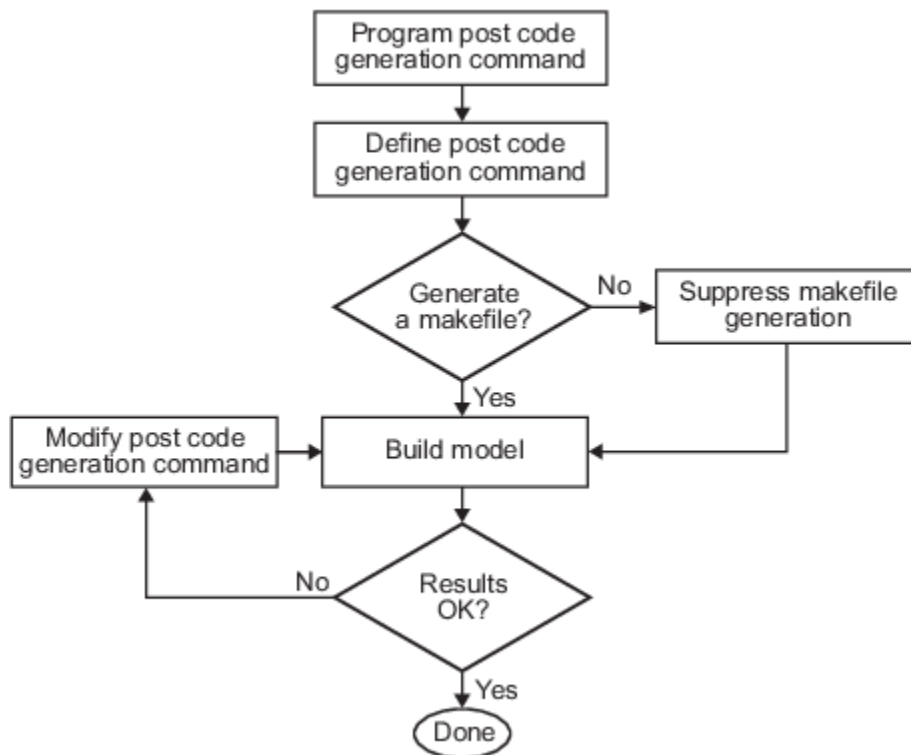 Program post code
generation command
Define post code
generation command
Generate
a makefile?
No
Suppress makefile
generation
Yes
Modify post code
generation command
Build model
No
Results
OK?
Yes
Done